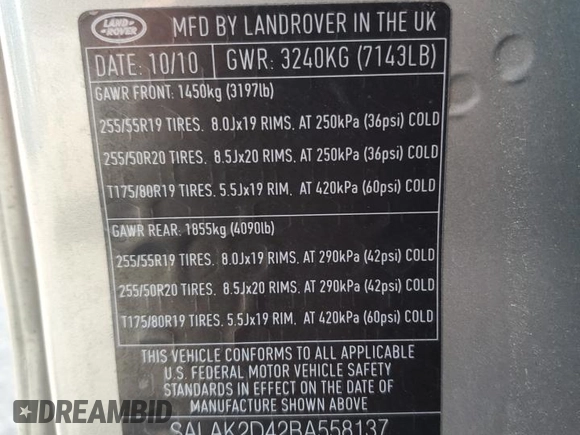 LAND ROVER
MFD BY LANDROVER IN THE UK
DATE: 10/10 GWR: 3240KG (7143LB)
GAWR FRONT: 1450kg (3197lb)
255/55R19 TIRES. 8.0Jx19 RIMS. AT 250kPa (36psi) COLD
255/50R20 TIRES. 8.5Jx20 RIMS. AT 250kPa (36psi) COLD
T175/80R19 TIRES. 5.5Jx19 RIM. AT 420kPa (60psi) COLD
GAWR REAR: 1855kg (4090lb)
255/55R19 TIRES. 8.0Jx19 RIMS. AT 290kPa (42psi) COLD
255/50R20 TIRES. 8.5Jx20 RIMS. AT 290kPa (42psi) COLD
T175/80R19 TIRES. 5.5Jx19 RIM. AT 420kPa (60psi) COLD
THIS VEHICLE CONFORMS TO ALL APPLICABLE
U.S. FEDERAL MOTOR VEHICLE SAFETY
STANDARDS IN EFFECT ON THE DATE OF
MANUFACTURE SHOWN ABOVE
SALAK2D42BA558137
DREAMBID